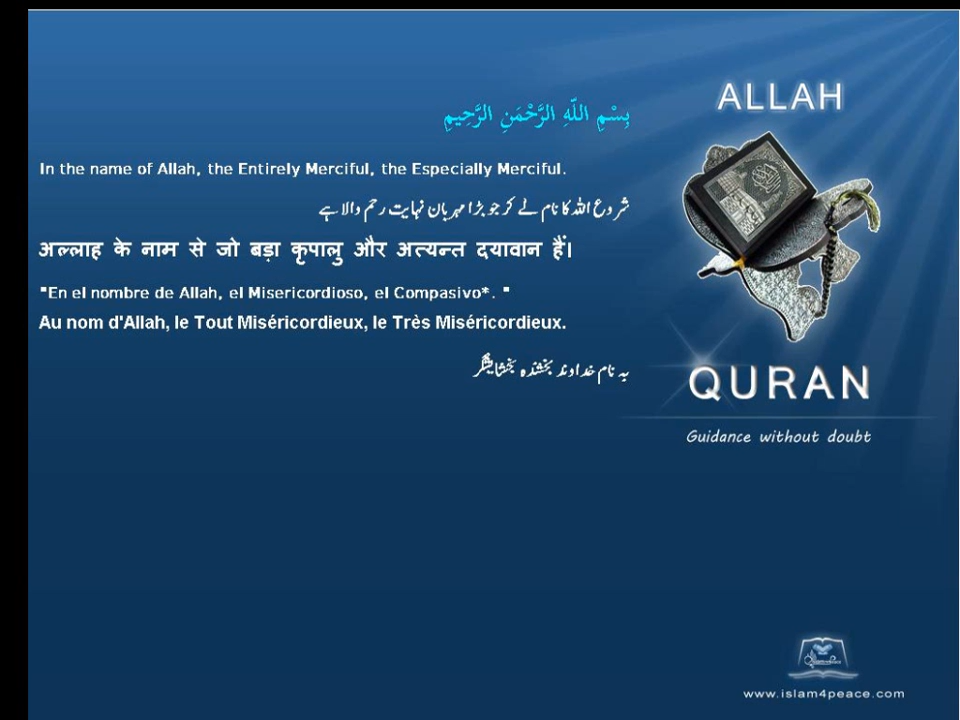 بِسْمِ اللّهِ الرَّحْمَنِ الرَّحِيمِ
In the name of Allah, the Entirely Merciful, the Especially Merciful.
شروع اللہ کا نام لے کر جو بڑا مہربان نہایت رحم والا ہے
अल्लाह के नाम से जो बड़ा कृपालु और अत्यन्त दयावान हैं।
"En el nombre de Allah, el Misericordioso, el Compasivo*. "
Au nom d'Allah, le Tout Miséricordieux, le Très Miséricordieux.
به نام خداوند بخشنده بخشایشگر
ALLAH
QURAN
Guidance without doubt
www.islam4peace.com